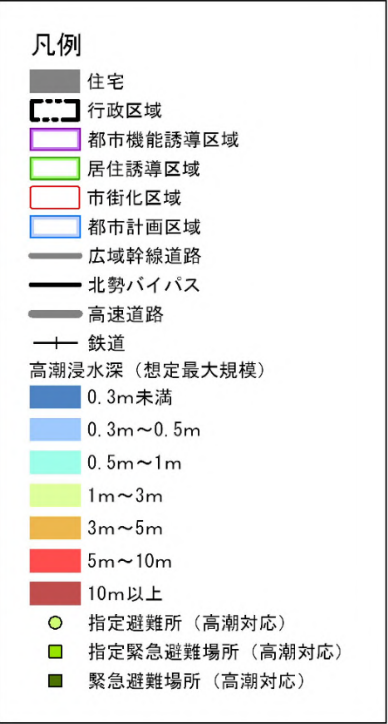 凡例
住宅
行政区域
都市機能誘導区域
居住誘導区域
市街化区域
都市計画区域
広域幹線道路
北勢バイパス
高速道路
鉄道
高潮浸水深（想定最大規模）
0.3m未満
0.3m～0.5m
0.5m～1m
1m～3m
3m～5m
5m～10m
10m以上
指定避難所（高潮対応）
指定緊急避難場所（高潮対応）
緊急避難場所（高潮対応）